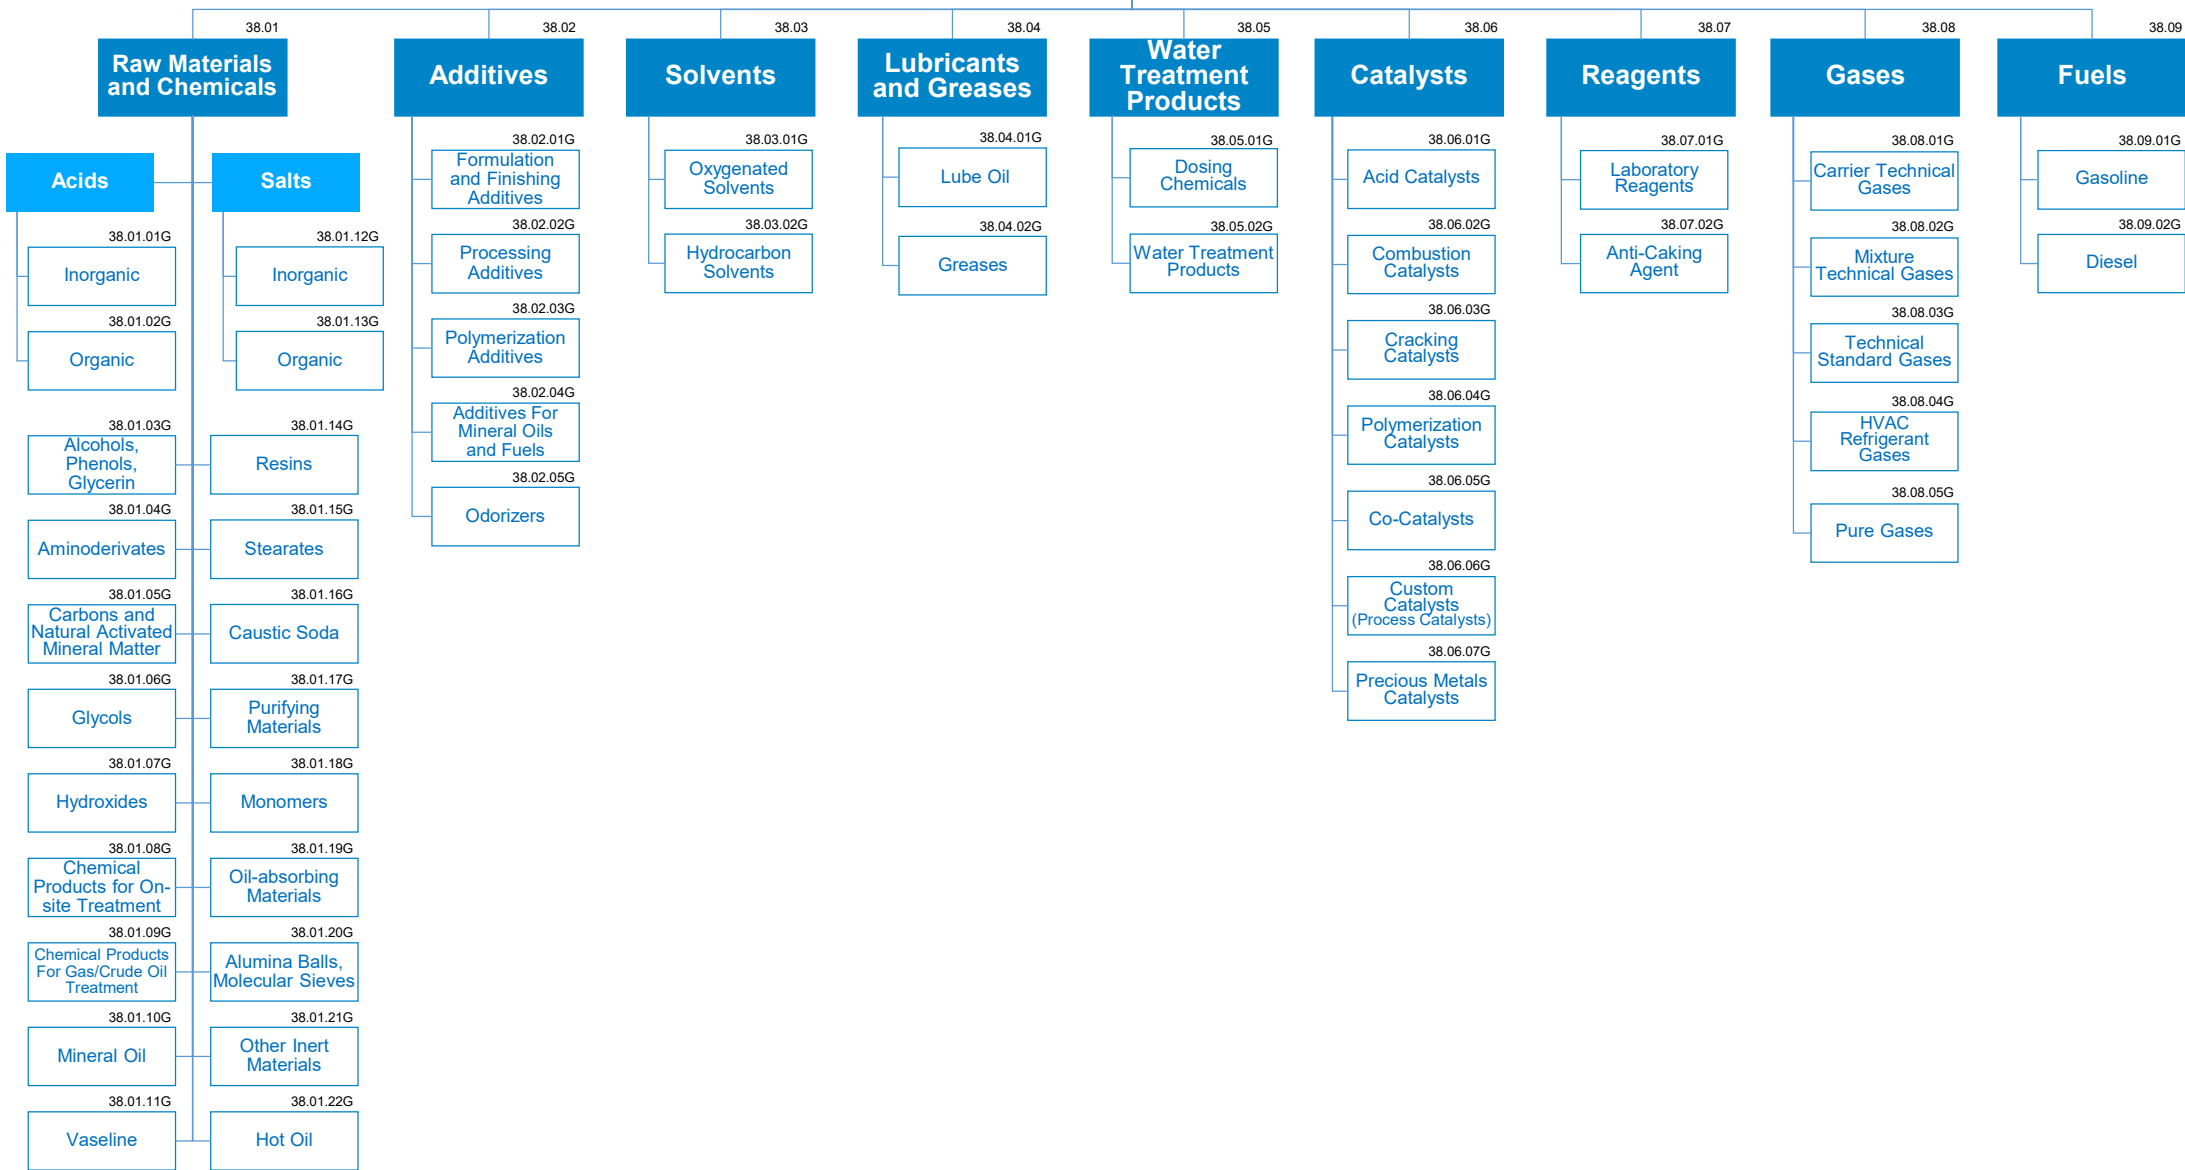 38.01
Raw Materials
and Chemicals
Acids
38.01.01G
Inorganic
38.01.02G
Organic
Salts
38.01.12G
Inorganic
38.01.13G
Organic
38.01.03G
Alcohols,
Phenols,
Glycerin
38.01.14G
Resins
38.01.04G
Aminoderivates
38.01.15G
Stearates
38.01.05G
Carbons and
Natural Activated
Mineral Matter
38.01.16G
Caustic Soda
38.01.06G
Glycols
38.01.17G
Purifying
Materials
38.01.07G
Hydroxides
38.01.18G
Monomers
38.01.08G
Chemical
Products for On-
site Treatment
38.01.19G
Oil-absorbing
Materials
38.01.09G
Chemical Products
For Gas/Crude Oil
Treatment
38.01.20G
Alumina Balls,
Molecular Sieves
38.01.10G
Mineral Oil
38.01.21G
Other Inert
Materials
38.01.11G
Vaseline
38.01.22G
Hot Oil
38.02
Additives
38.02.01G
Formulation
and Finishing
Additives
38.02.02G
Processing
Additives
38.02.03G
Polymerization
Additives
38.02.04G
Additives For
Mineral Oils
and Fuels
38.02.05G
Odorizers
38.03
Solvents
38.03.01G
Oxygenated
Solvents
38.03.02G
Hydrocarbon
Solvents
38.04
Lubricants
and Greases
38.04.01G
Lube Oil
38.04.02G
Greases
38.05
Water
Treatment
Products
38.05.01G
Dosing
Chemicals
38.05.02G
Water Treatment
Products
38.06
Catalysts
38.06.01G
Acid Catalysts
38.06.02G
Combustion
Catalysts
38.06.03G
Cracking
Catalysts
38.06.04G
Polymerization
Catalysts
38.06.05G
Co-Catalysts
38.06.06G
Custom
Catalysts
(Process Catalysts)
38.06.07G
Precious Metals
Catalysts
38.07
Reagents
38.07.01G
Laboratory
Reagents
38.07.02G
Anti-Caking
Agent
38.08
Gases
38.08.01G
Carrier Technical
Gases
38.08.02G
Mixture
Technical Gases
38.08.03G
Technical
Standard Gases
38.08.04G
HVAC
Refrigerant
Gases
38.08.05G
Pure Gases
38.09
Fuels
38.09.01G
Gasoline
38.09.02G
Diesel